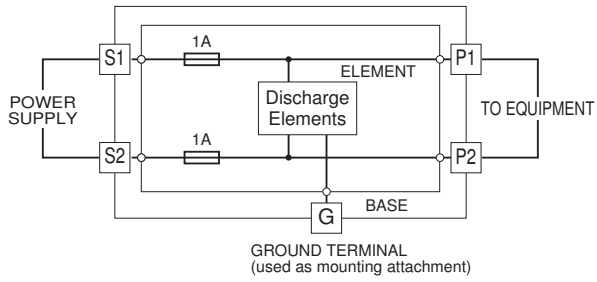 S1
1A
P1
ELEMENT
POWER
SUPPLY
Discharge
Elements
TO EQUIPMENT
1A
S2
P2
G
BASE
GROUND TERMINAL
(used as mounting attachment)